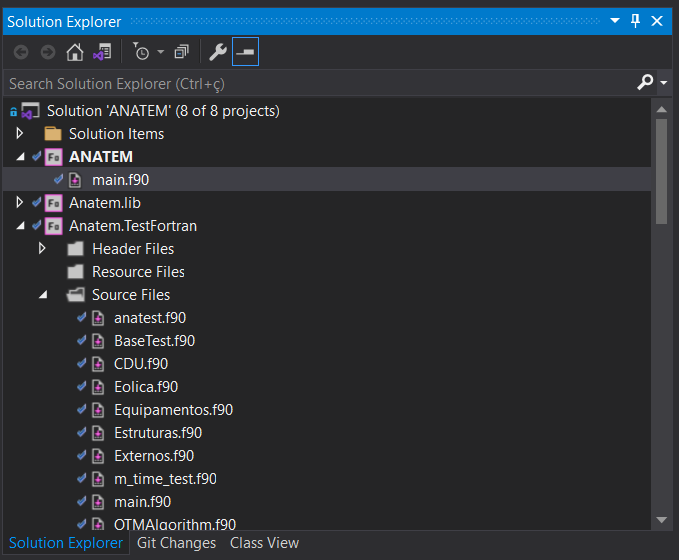 Solution Explorer
Search Solution Explorer (Ctrl+ç)
Solution 'ANATEM' (8 of 8 projects)
Solution Items
ANATEM
main.f90
Anatem.lib
Anatem.TestFortran
Header Files
Resource Files
Source Files
anatest.f90
BaseTest.f90
CDU.f90
Eolica.f90
Equipamentos.f90
Estruturas.f90
Externos.f90
m_time_test.f90
main.f90
OTMAlgorithm.f90
Solution Explorer Git Changes Class View